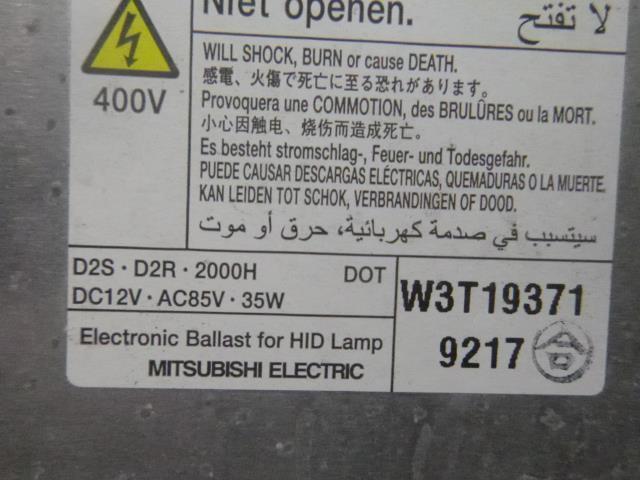 Niet openen.
لا تفتح
400V
WILL SHOCK, BURN or cause DEATH.
感電、火傷で死亡に至る恐れがあります。
Provoquera une COMMOTION, des BRULÛRES ou la MORT.
小心因触电、烧伤而造成死亡。
Es besteht stromschlag-, Feuer- und Todesgefahr.
PUEDE CAUSAR DESCARGAS ELÉCTRICAS, QUEMADURAS O LA MUERTE.
KAN LEIDEN TOT SCHOK, VERBRANDINGEN OF DOOD.
سيتسبب في صدمة كهربائية، حرق أو موت
D2S · D2R · 2000H DOT
DC12V · AC85V · 35W
W3T19371
9217 合
Electronic Ballast for HID Lamp
MITSUBISHI ELECTRIC